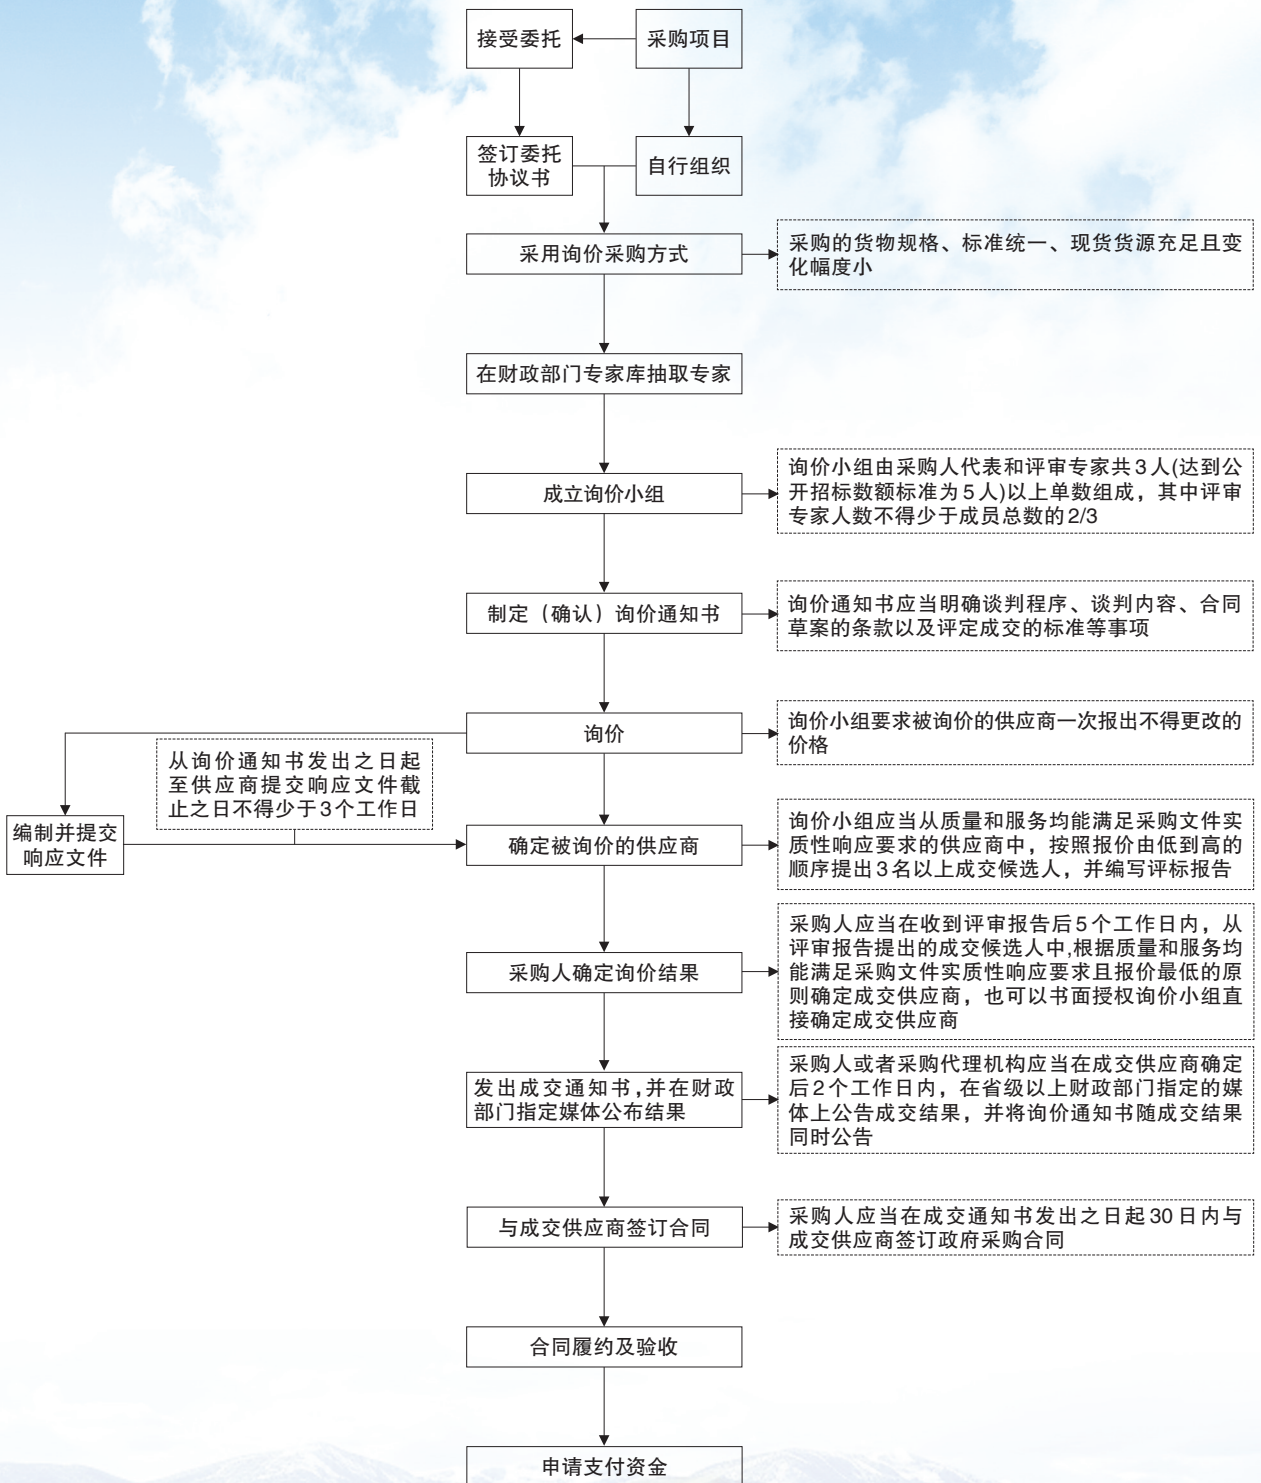 接受委托
采购项目
签订委托
协议书
自行组织
采用询价采购方式
采购的货物规格、标准统一、现货货源充足且变
化幅度小
在财政部门专家库抽取专家
成立询价小组
询价小组由采购人代表和评审专家共3人(达到公
开招标数额标准为5人)以上单数组成，其中评审
专家人数不得少于成员总数的2/3
制定（确认）询价通知书
询价通知书应当明确谈判程序、谈判内容、合同
草案的条款以及评定成交的标准等事项
询价
询价小组要求被询价的供应商一次报出不得更改的
价格
从询价通知书发出之日起
至供应商提交响应文件截
止之日不得少于3个工作日
编制并提交
响应文件
确定被询价的供应商
询价小组应当从质量和服务均能满足采购文件实
质性响应要求的供应商中，按照报价由低到高的
顺序提出3名以上成交候选人，并编写评标报告
采购人确定询价结果
采购人应当在收到评审报告后5个工作日内，从
评审报告提出的成交候选人中,根据质量和服务均
能满足采购文件实质性响应要求且报价最低的原
则确定成交供应商，也可以书面授权询价小组直
接确定成交供应商
发出成交通知书,并在财政
部门指定媒体公布结果
采购人或者采购代理机构应当在成交供应商确定
后2个工作日内，在省级以上财政部门指定的媒
体上公告成交结果，并将询价通知书随成交结果
同时公告
与成交供应商签订合同
采购人应当在成交通知书发出之日起30日内与
成交供应商签订政府采购合同
合同履约及验收
申请支付资金